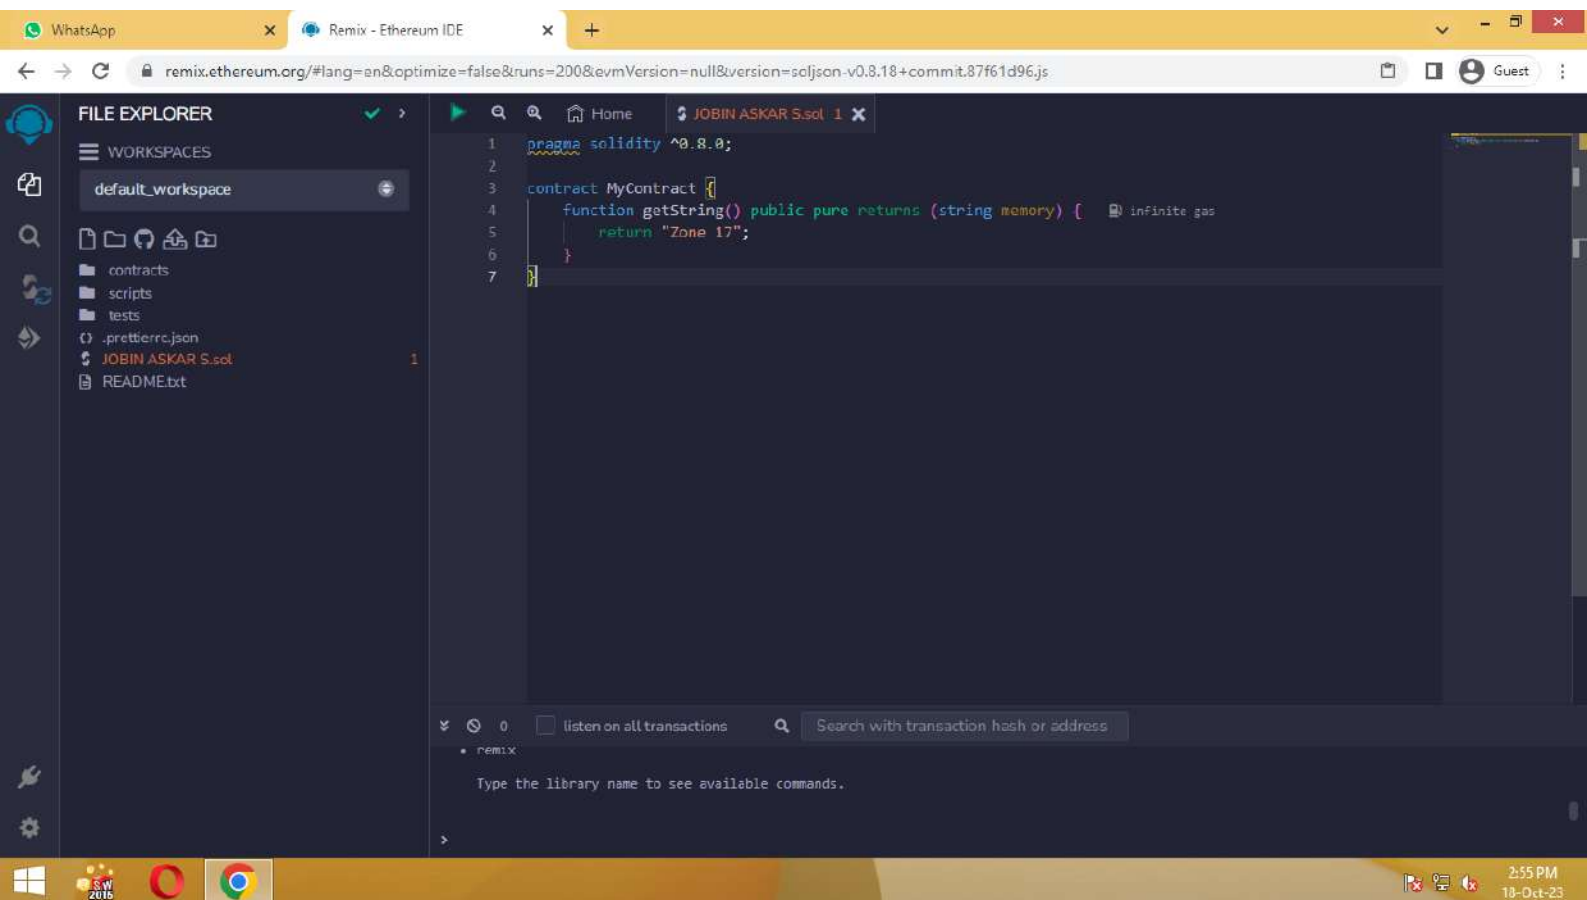 WhatsApp
Remix - Ethereum IDE
remix.ethereum.org/#lang=en&optimize=false&runs=200&evmVersion=null&version=soljson-v0.8.18+commit.87f61d96.js
Guest
FILE EXPLORER
WORKSPACES
default_workspace
contracts
scripts
tests
.prettierrc.json
JOBIN ASKAR S.sol 1
README.txt
Home
JOBIN ASKAR S.sol 1
1 pragma solidity ^0.8.0;
2
3 contract MyContract {
4 function getString() public pure returns (string memory) { infinite gas
5 return "Zone 17";
6 }
7 }
0 listen on all transactions Search with transaction hash or address
• remix
Type the library name to see available commands.
>
SW
2016
2:55 PM
18-Oct-23